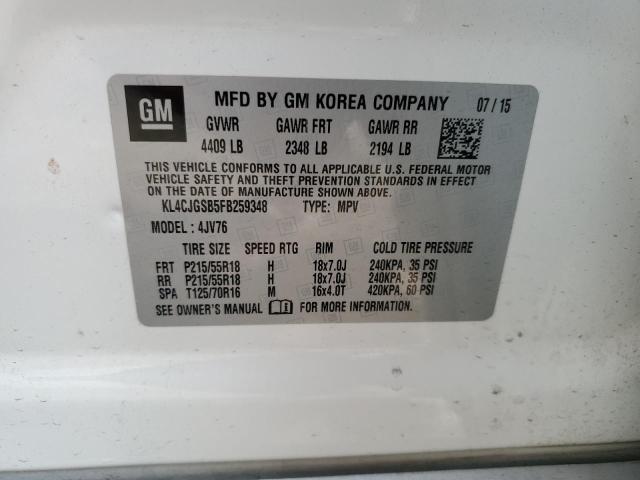 GM MFD BY GM KOREA COMPANY 07 / 15
GVWR GAWR FRT GAWR RR
4409 LB 2348 LB 2194 LB
THIS VEHICLE CONFORMS TO ALL APPLICABLE U.S. FEDERAL MOTOR
VEHICLE SAFETY, BUMPER, AND THEFT PREVENTION STANDARDS IN EFFECT
ON THE DATE OF MANUFACTURE SHOWN ABOVE.
KL4CJGSB5FB259348 TYPE: MPV
MODEL : 4JV76
TIRE SIZE SPEED RTG RIM COLD TIRE PRESSURE
FRT P215/55R18 H 18x7.0J 240KPA, 35 PSI
RR P215/55R18 H 18x7.0J 240KPA, 35 PSI
SPA T125/70R16 M 16x4.0T 420KPA, 60 PSI
SEE OWNER'S MANUAL FOR MORE INFORMATION.